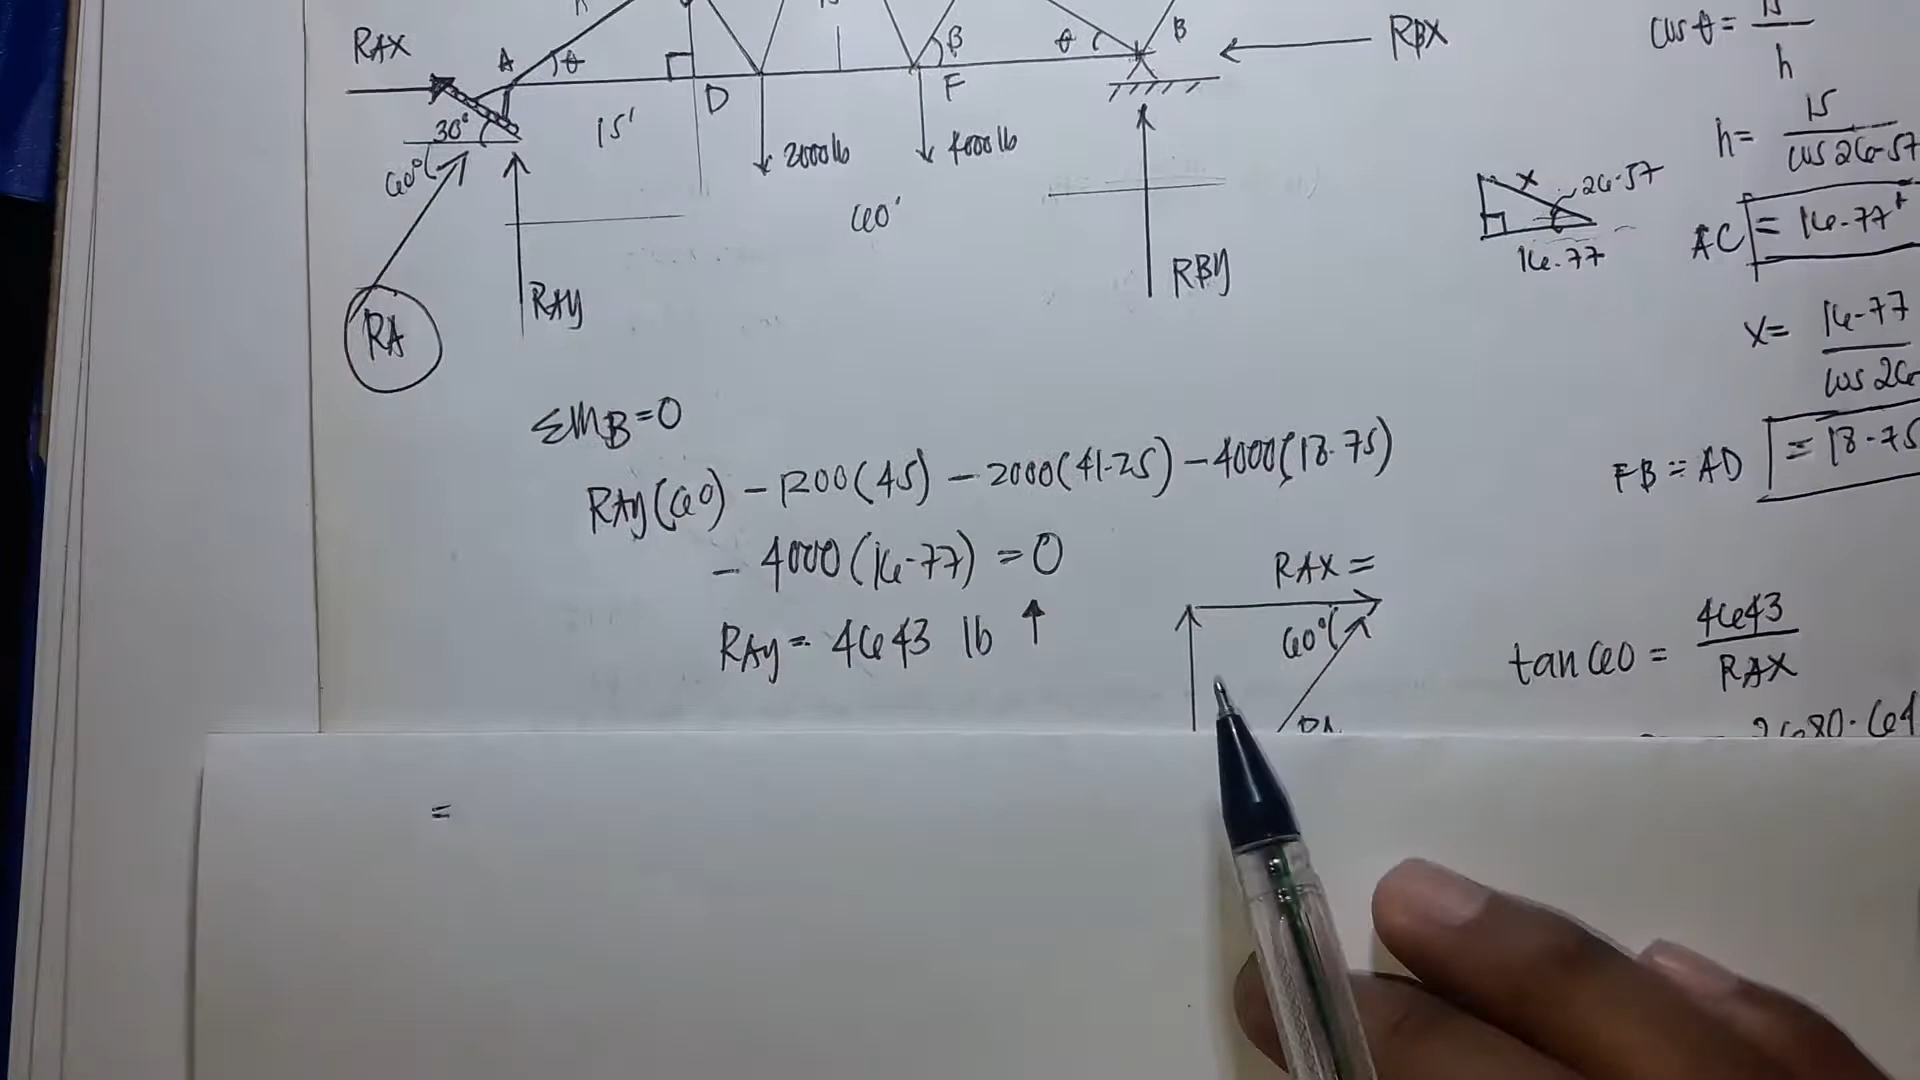 RAX
A
θ
θ
B
β
RBX
cos θ = 15/h
30°
60°
15'
D
2000 lb
F
4000 lb
60'
RA
RAY
RBY
h = 15/cos 26.57
x
26.57
16.77
AC = 16.77'
x = 16.77/cos 26
FB = AD = 18.75
ΣMB=0
RAy(60) - 1200(45) - 2000(41.25) - 4000(18.75)
- 4000(16.77) = 0
RAy = 4643 lb ↑
RAX =
60°
RA
tan 60 = 4643/RAX
2680.64
=